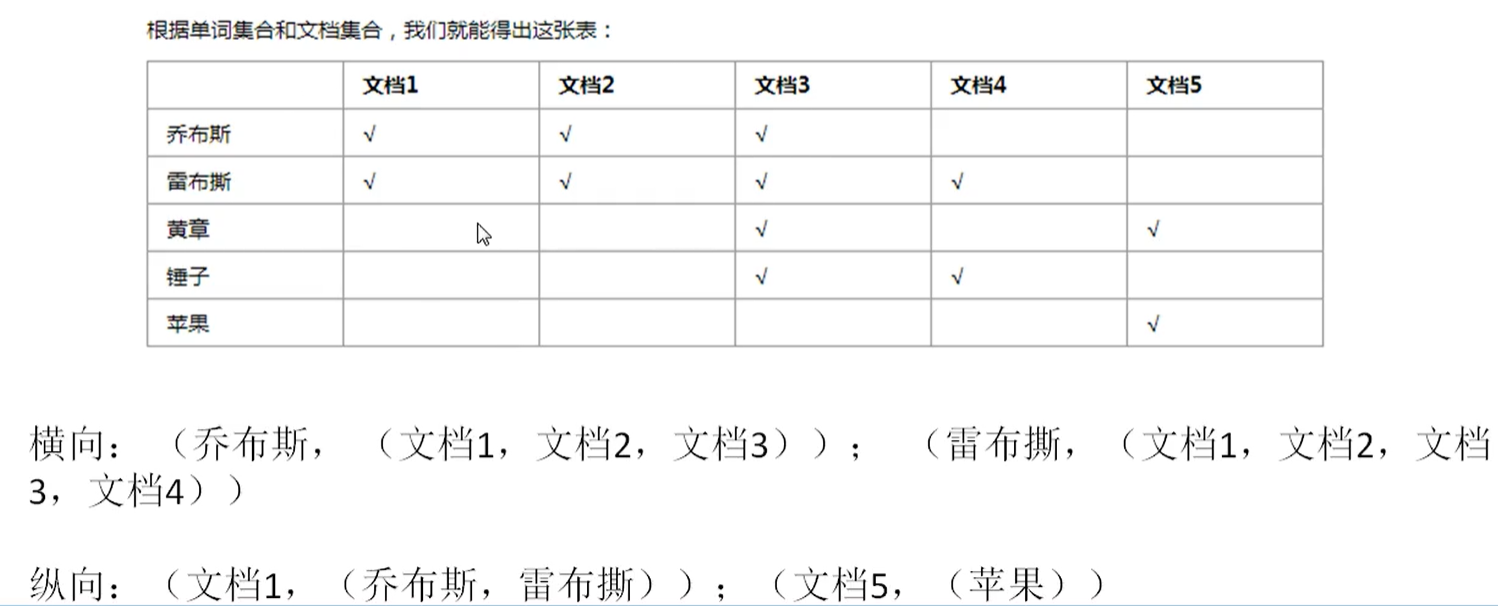 根据单词集合和文档集合，我们就能得出这张表：
文档1 文档2 文档3 文档4 文档5
乔布斯 √ √ √
雷布撕 √ √ √ √
黄章 √ √
锤子 √ √
苹果 √
横向：（乔布斯，（文档1，文档2，文档3））；（雷布撕，（文档1，文档2，文档
3，文档4））
纵向：（文档1，（乔布斯，雷布撕））；（文档5，（苹果））